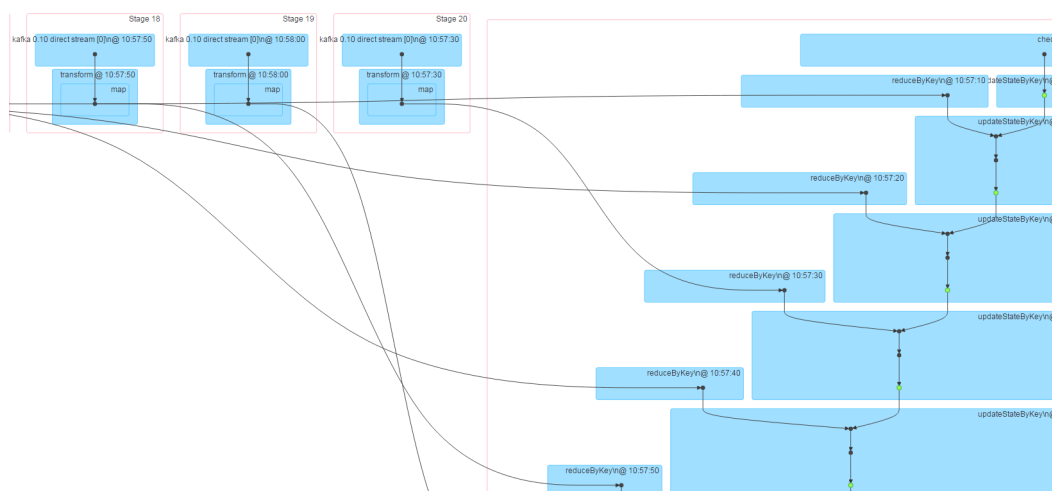 Stage 18
Stage 19
Stage 20
kafka 0.10 direct stream [0]\n@ 10:57:50
kafka 0.10 direct stream [0]\n@ 10:58:00
kafka 0.10 direct stream [0]\n@ 10:57:30
transform @ 10:57:50
transform @ 10:58:00
transform @ 10:57:30
map
map
map
reduceByKey\n@ 10:57:10
updateStateByKey\n@
reduceByKey\n@ 10:57:20
updateStateByKey\n@
reduceByKey\n@ 10:57:30
updateStateByKey\n@
reduceByKey\n@ 10:57:40
updateStateByKey\n@
reduceByKey\n@ 10:57:50